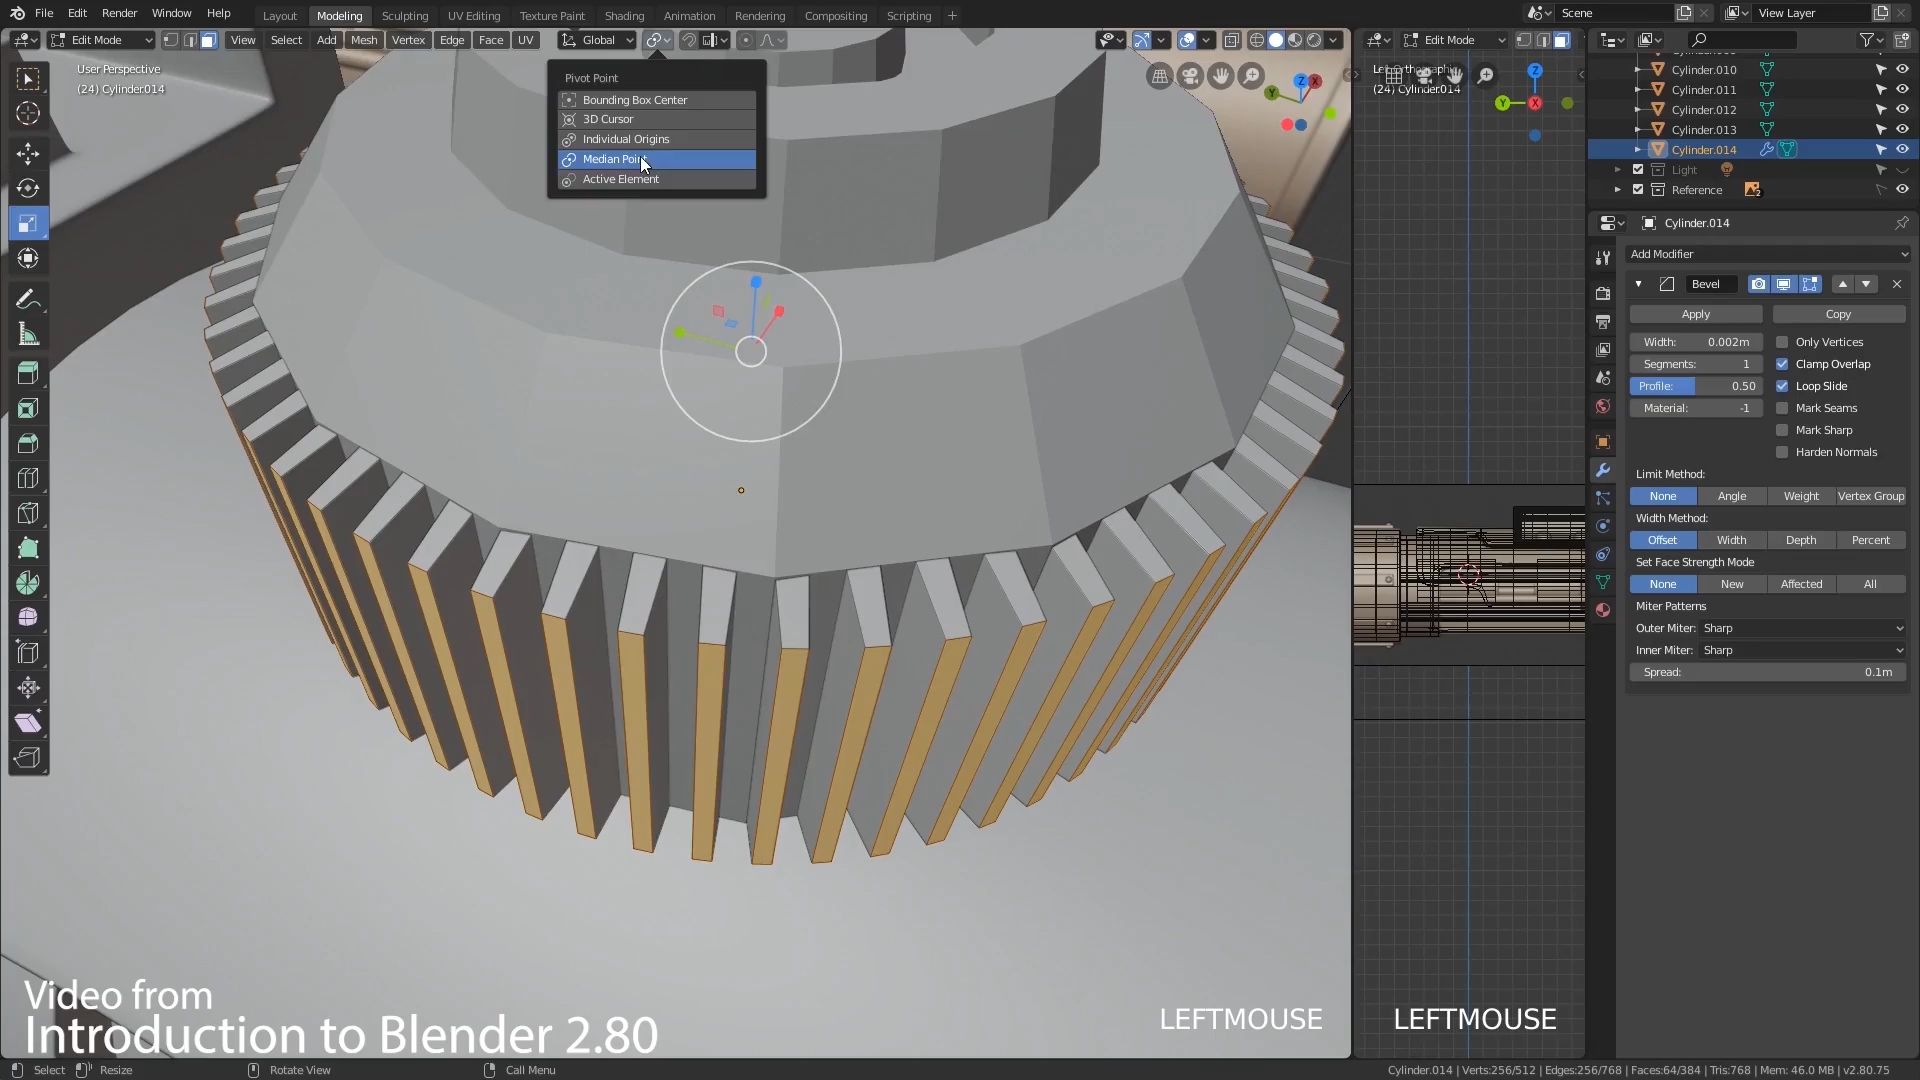 File Edit Render Window Help Layout Modeling Sculpting UV Editing Texture Paint Shading Animation Rendering Compositing Scripting + Scene View Layer
Edit Mode View Select Add Mesh Vertex Edge Face UV Global Edit Mode
User Perspective
(24) Cylinder.014
Pivot Point
Bounding Box Center
3D Cursor
Individual Origins
Median Point
Active Element
Z
X
Y
(24) Cylinder.014
Z
Y
X
Cylinder.010
Cylinder.011
Cylinder.012
Cylinder.013
Cylinder.014
Light
Reference
2
Cylinder.014
Add Modifier
Bevel
Apply Copy
Width: 0.002m Only Vertices
Segments: 1 Clamp Overlap
Profile: 0.50 Loop Slide
Material: -1 Mark Seams
Mark Sharp
Harden Normals
Limit Method:
None Angle Weight Vertex Group
Width Method:
Offset Width Depth Percent
Set Face Strength Mode
None New Affected All
Miter Patterns
Outer Miter: Sharp
Inner Miter: Sharp
Spread: 0.1m
Video from
Introduction to Blender 2.80
LEFTMOUSE LEFTMOUSE
Select Resize Rotate View Call Menu Cylinder.014 | Verts:256/512 | Edges:256/768 | Faces:64/384 | Tris:768 | Mem: 46.0 MB | v2.80.75